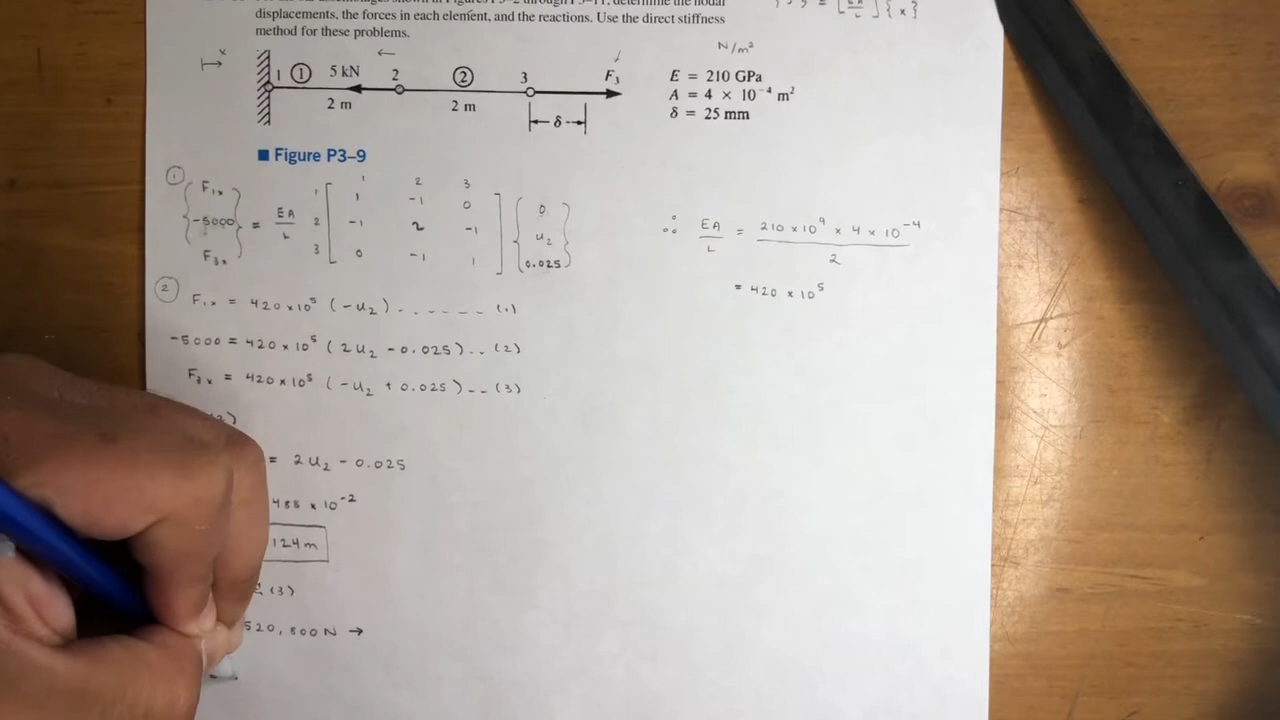 displacements, the forces in each element, and the reactions. Use the direct stiffness
method for these problems.
x
1 ① 5 kN 2 ② 3 F₃
2 m 2 m δ
N/m²
E = 210 GPa
A = 4 × 10⁻⁴ m²
δ = 25 mm
■ Figure P3–9
①
1 2 3
F₁ₓ 1 1 -1 0 0
-5000 = EA/L 2 -1 2 -1 u₂
F₃ₓ 3 0 -1 1 0.025
∴ EA/L = 210 × 10⁹ × 4 × 10⁻⁴ / 2
= 420 × 10⁵
②
F₁ₓ = 420 × 10⁵ (-u₂) . - - - - - (1)
-5000 = 420 × 10⁵ (2u₂ - 0.025) . . (2)
F₃ₓ = 420 × 10⁵ (-u₂ + 0.025) - - (3)
= 2u₂ - 0.025
488 × 10⁻²
124 m
(3)
520,800 N →